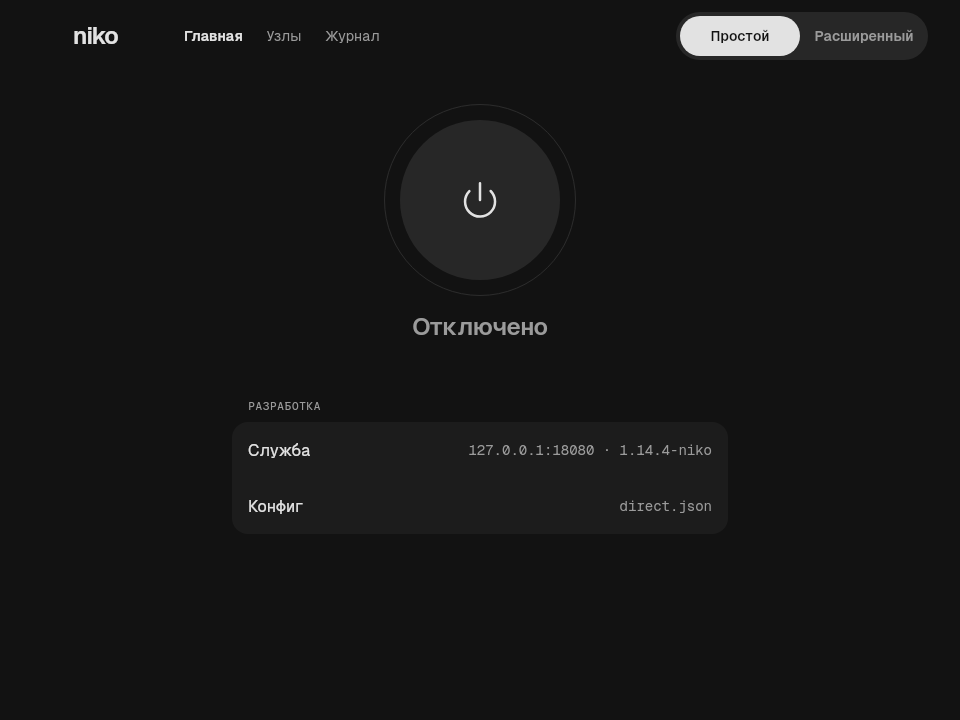 niko
Главная Узлы Журнал
Простой Расширенный
Отключено
РАЗРАБОТКА
Служба 127.0.0.1:18080 · 1.14.4-niko
Конфиг direct.json